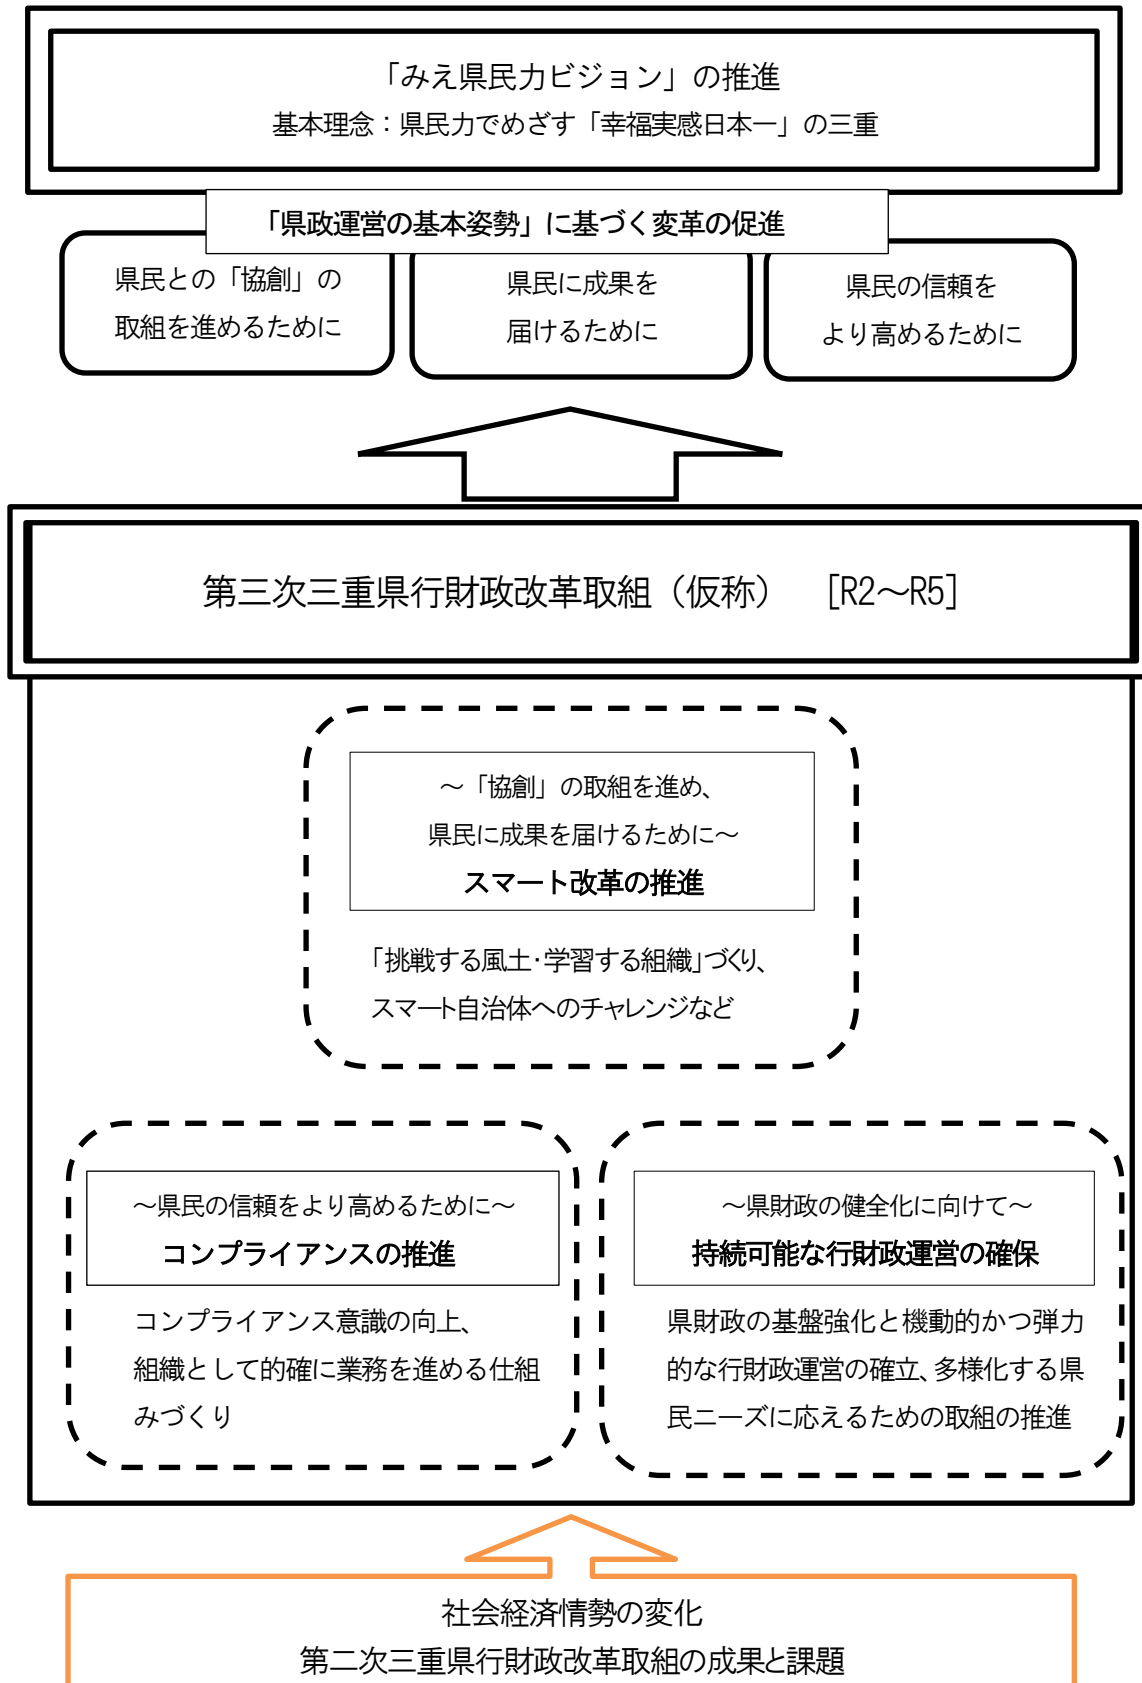 「みえ県民力ビジョン」の推進
基本理念：県民力でめざす「幸福実感日本一」の三重
「県政運営の基本姿勢」に基づく変革の促進
県民との「協創」の
取組を進めるために
県民に成果を
届けるために
県民の信頼を
より高めるために
第三次三重県行財政改革取組（仮称）　［R2～R5］
～「協創」の取組を進め、
県民に成果を届けるために～
スマート改革の推進
「挑戦する風土・学習する組織」づくり、
スマート自治体へのチャレンジなど
～県民の信頼をより高めるために～
コンプライアンスの推進
コンプライアンス意識の向上、
組織として的確に業務を進める仕組
みづくり
～県財政の健全化に向けて～
持続可能な行財政運営の確保
県財政の基盤強化と機動的かつ弾力
的な行財政運営の確立、多様化する県
民ニーズに応えるための取組の推進
社会経済情勢の変化
第二次三重県行財政改革取組の成果と課題